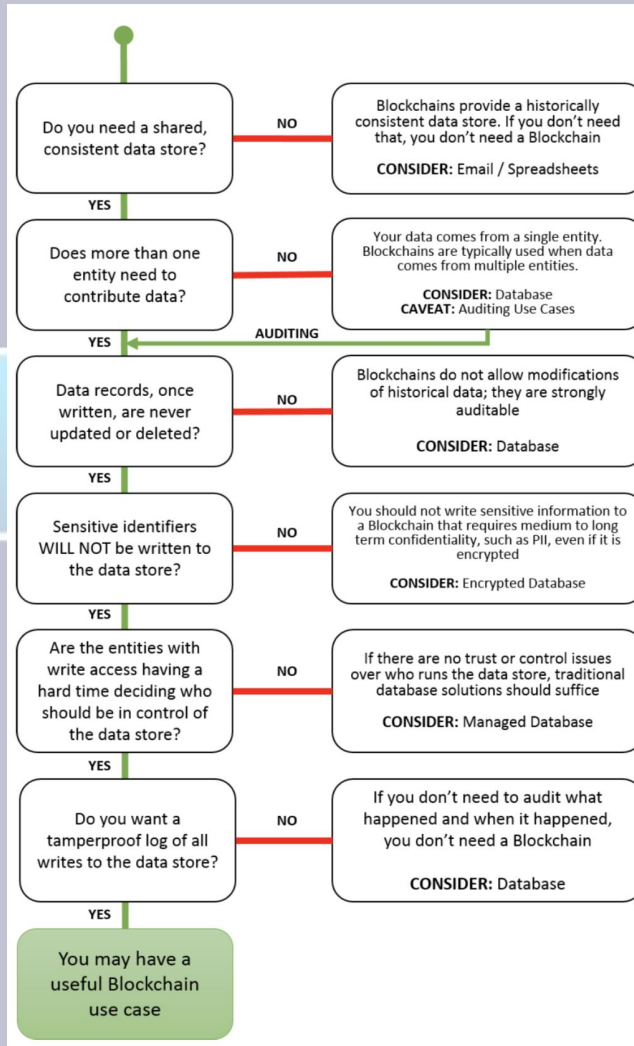 Do you need a shared,
consistent data store?
NO
Blockchains provide a historically
consistent data store. If you don't need
that, you don't need a Blockchain
CONSIDER: Email / Spreadsheets
YES
Does more than one
entity need to
contribute data?
NO
Your data comes from a single entity.
Blockchains are typically used when data
comes from multiple entities.
CONSIDER: Database
CAVEAT: Auditing Use Cases
AUDITING
YES
Data records, once
written, are never
updated or deleted?
NO
Blockchains do not allow modifications
of historical data; they are strongly
auditable
CONSIDER: Database
YES
Sensitive identifiers
WILL NOT be written to
the data store?
NO
You should not write sensitive information to
a Blockchain that requires medium to long
term confidentiality, such as PII, even if it is
encrypted
CONSIDER: Encrypted Database
YES
Are the entities with
write access having a
hard time deciding who
should be in control of
the data store?
NO
If there are no trust or control issues
over who runs the data store, traditional
database solutions should suffice
CONSIDER: Managed Database
YES
Do you want a
tamperproof log of all
writes to the data store?
NO
If you don't need to audit what
happened and when it happened,
you don't need a Blockchain
CONSIDER: Database
YES
You may have a
useful Blockchain
use case